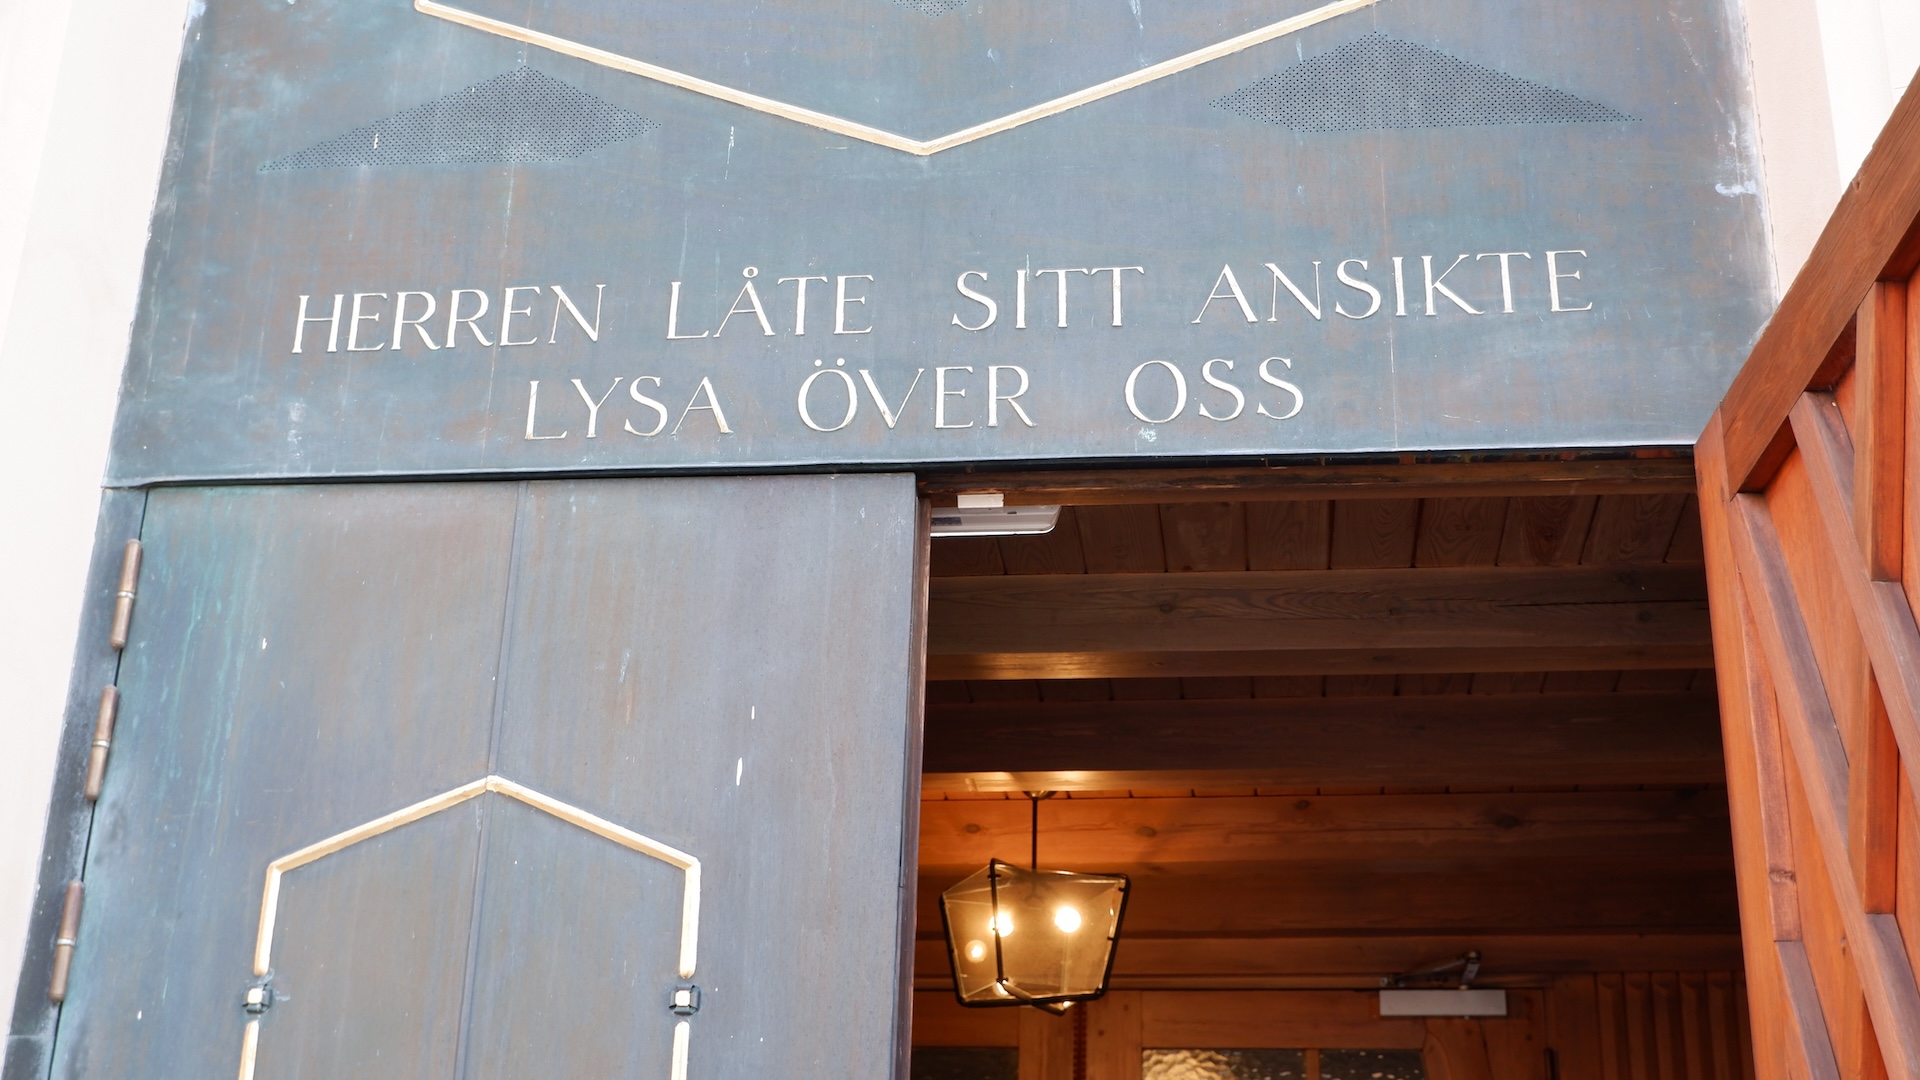 HERREN LÅTE SITT ANSIKTE
LYSA ÖVER OSS